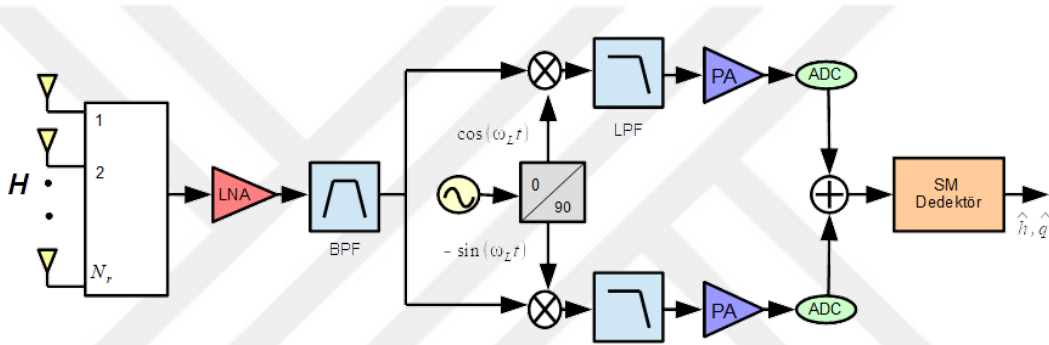 H
1
2
N_r
LNA
BPF
cos(ω_L t)
0
90
− sin(ω_L t)
LPF
PA
ADC
PA
ADC
SM
Dedektör
ĥ, q̂